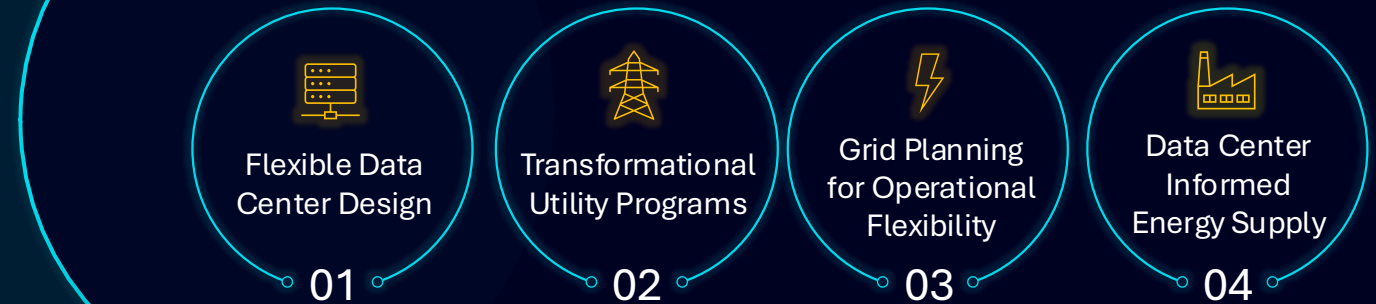 Flexible Data
Center Design
01
Transformational
Utility Programs
02
Grid Planning
for Operational
Flexibility
03
Data Center
Informed
Energy Supply
04